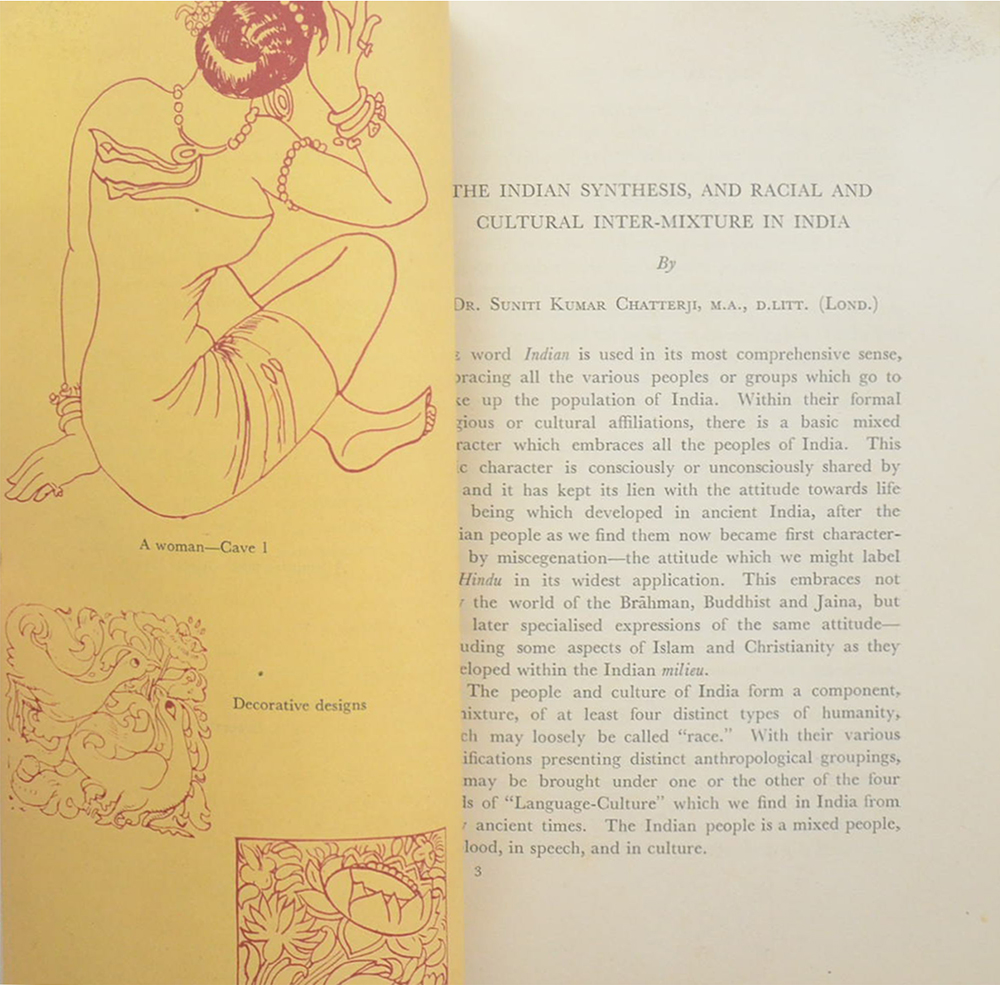 A woman—Cave 1
Decorative designs
THE INDIAN SYNTHESIS, AND RACIAL AND
CULTURAL INTER-MIXTURE IN INDIA
By
DR. SUNITI KUMAR CHATTERJI, M.A., D.LITT. (LOND.)
word Indian is used in its most comprehensive sense,
bracing all the various peoples or groups which go to
ke up the population of India. Within their formal
gious or cultural affiliations, there is a basic mixed
racter which embraces all the peoples of India. This
ic character is consciously or unconsciously shared by
and it has kept its lien with the attitude towards life
being which developed in ancient India, after the
ian people as we find them now became first character-
by miscegenation—the attitude which we might label
Hindu in its widest application. This embraces not
the world of the Brāhman, Buddhist and Jaina, but
later specialised expressions of the same attitude—
uding some aspects of Islam and Christianity as they
eloped within the Indian milieu.
The people and culture of India form a component,
mixture, of at least four distinct types of humanity,
ch may loosely be called "race." With their various
ifications presenting distinct anthropological groupings,
may be brought under one or the other of the four
ls of "Language-Culture" which we find in India from
ancient times. The Indian people is a mixed people,
lood, in speech, and in culture.
3